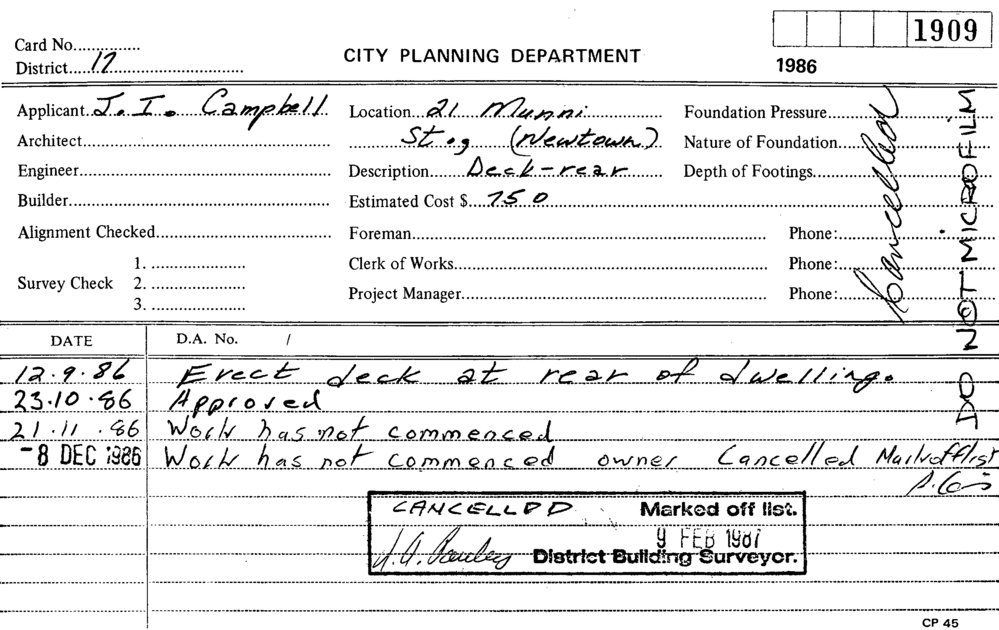 1909
Card No...............
CITY PLANNING DEPARTMENT
District.....17...............................
1986
Applicant J. I. Campbell Location...21 Munni Foundation Pressure
Architect St., (Newtown) Nature of Foundation
Engineer Description Deck-rear Depth of Footings
Builder Estimated Cost $ 750
Alignment Checked Foreman Phone:
1. Clerk of Works Phone:
Survey Check 2.
3. Project Manager Phone:
Cancelled
DO NOT MICROFILM
DATE D.A. No. /
12.9.86 Erect deck at rear of dwelling.
23.10.86 Approved
21.11.86 Work has not commenced
-8 DEC 1986 Work has not commenced owner Cancelled Mark off list
CANCELLED Marked off list.
9 FEB 1987
District Building Surveyor.
CP 45